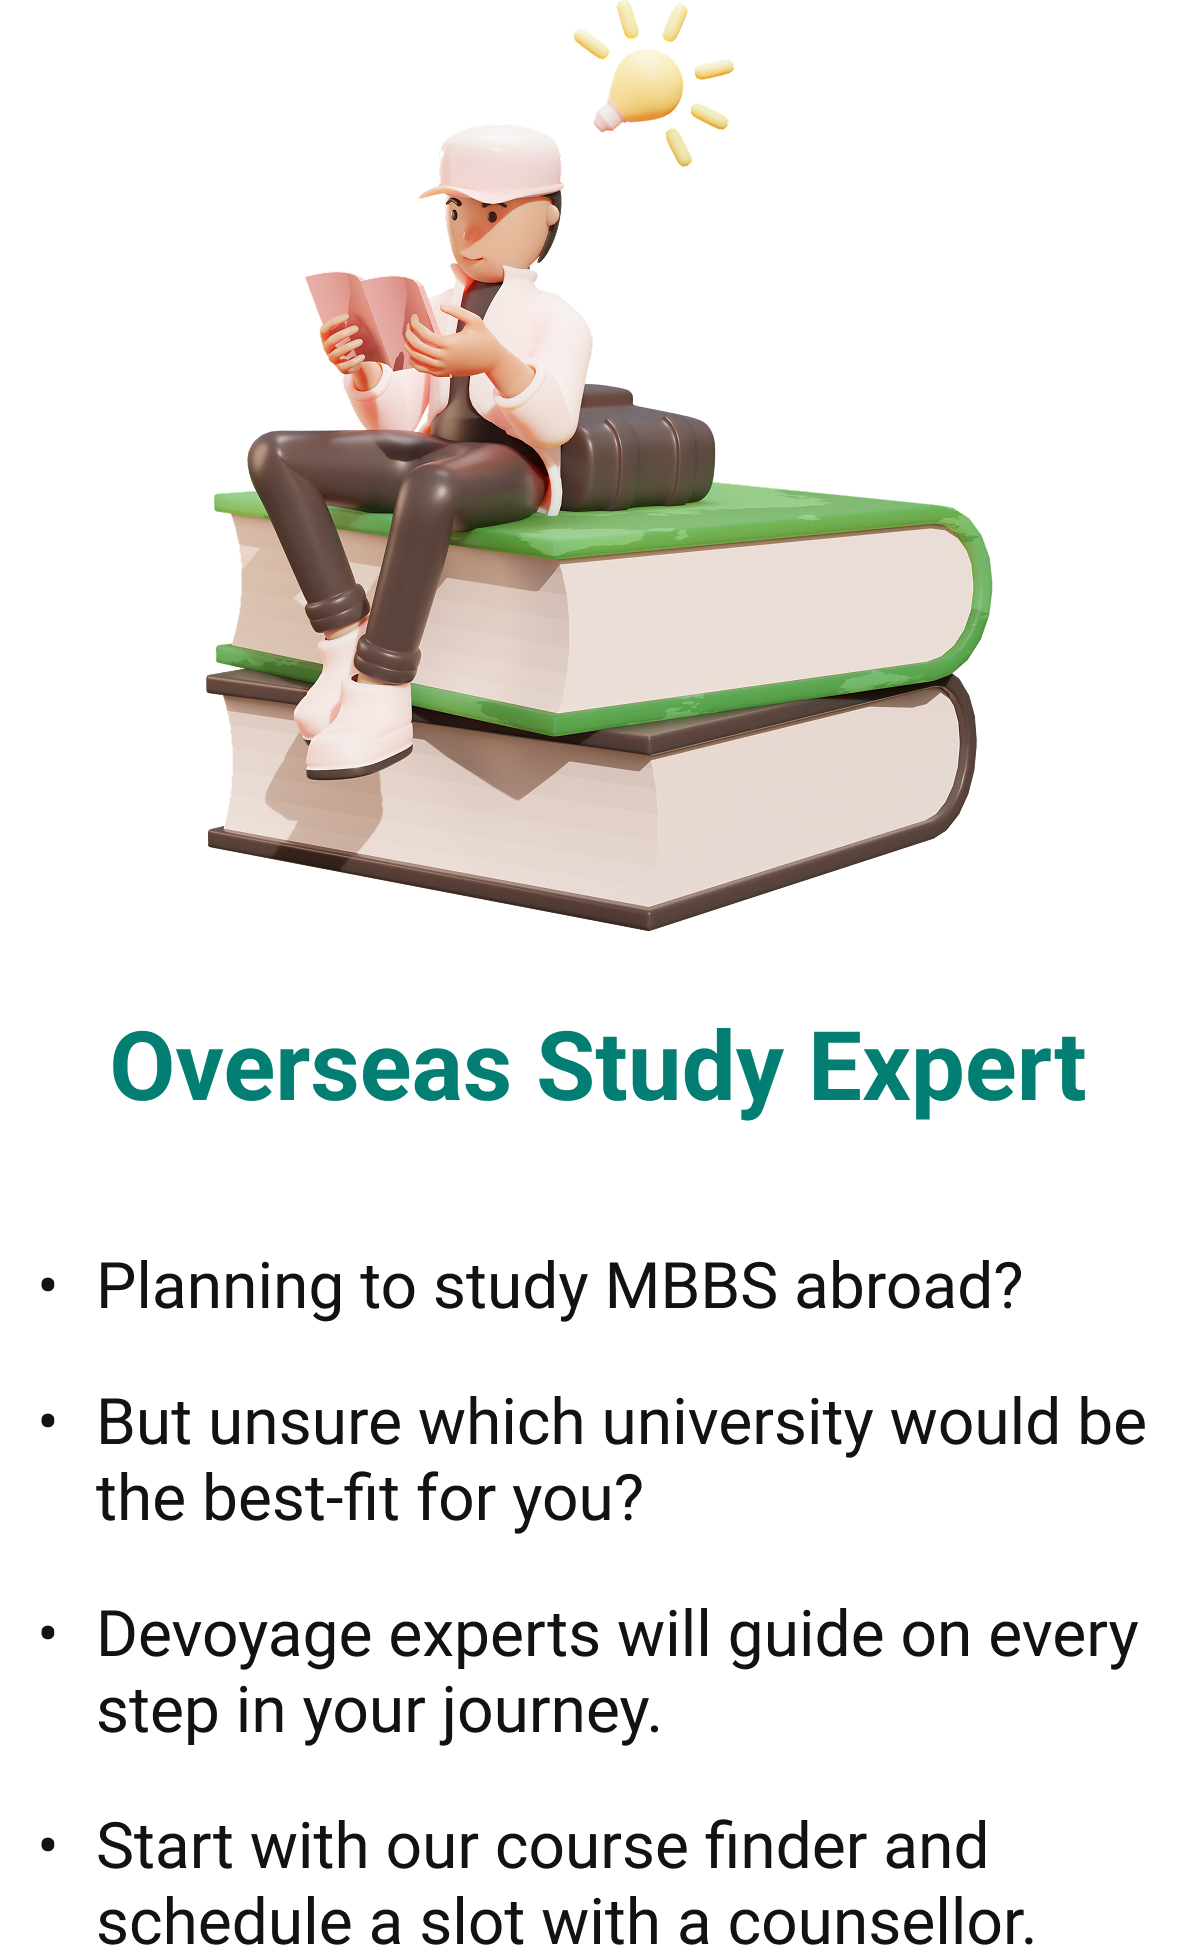 Overseas Study Expert
• Planning to study MBBS abroad?
• But unsure which university would be
the best-fit for you?
• Devoyage experts will guide on every
step in your journey.
• Start with our course finder and
schedule a slot with a counsellor.